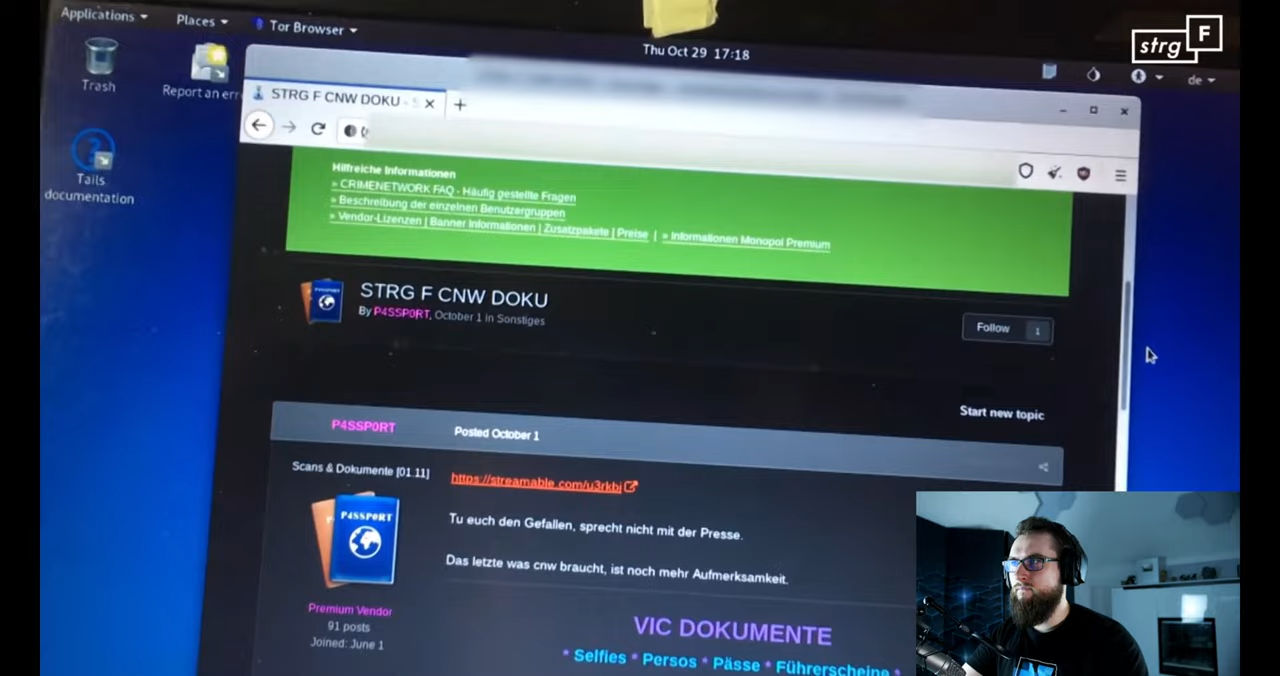 Applications Places Tor Browser
Thu Oct 29 17:18
strg F
de
Trash
Report an err
STRG F CNW DOKU - S
Tails
documentation
Hilfreiche Informationen
» CRIMENETWORK FAQ - Häufig gestellte Fragen
» Beschreibung der einzelnen Benutzergruppen
» Vendor-Lizenzen | Banner Informationen | Zusatzpakete | Preise | » Informationen Monopol Premium
STRG F CNW DOKU
By P4SSP0RT, October 1 in Sonstiges
Follow 1
Start new topic
P4SSP0RT
Posted October 1
Scans & Dokumente [01.11]
https://streamable.com/u3rkbj
P4SSP0RT
Tu euch den Gefallen, sprecht nicht mit der Presse.
Das letzte was cnw braucht, ist noch mehr Aufmerksamkeit.
Premium Vendor
91 posts
Joined: June 1
VIC DOKUMENTE
* Selfies * Persos * Pässe * Führerscheine *